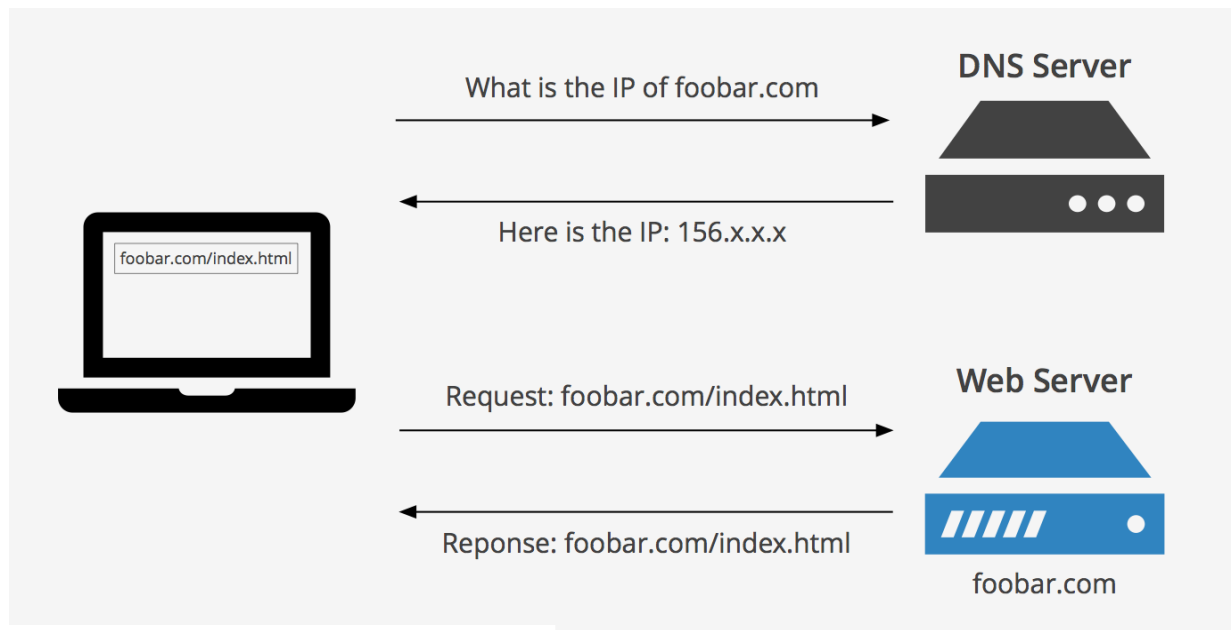 DNS Server
What is the IP of foobar.com
Here is the IP: 156.x.x.x
foobar.com/index.html
Web Server
Request: foobar.com/index.html
Reponse: foobar.com/index.html
foobar.com